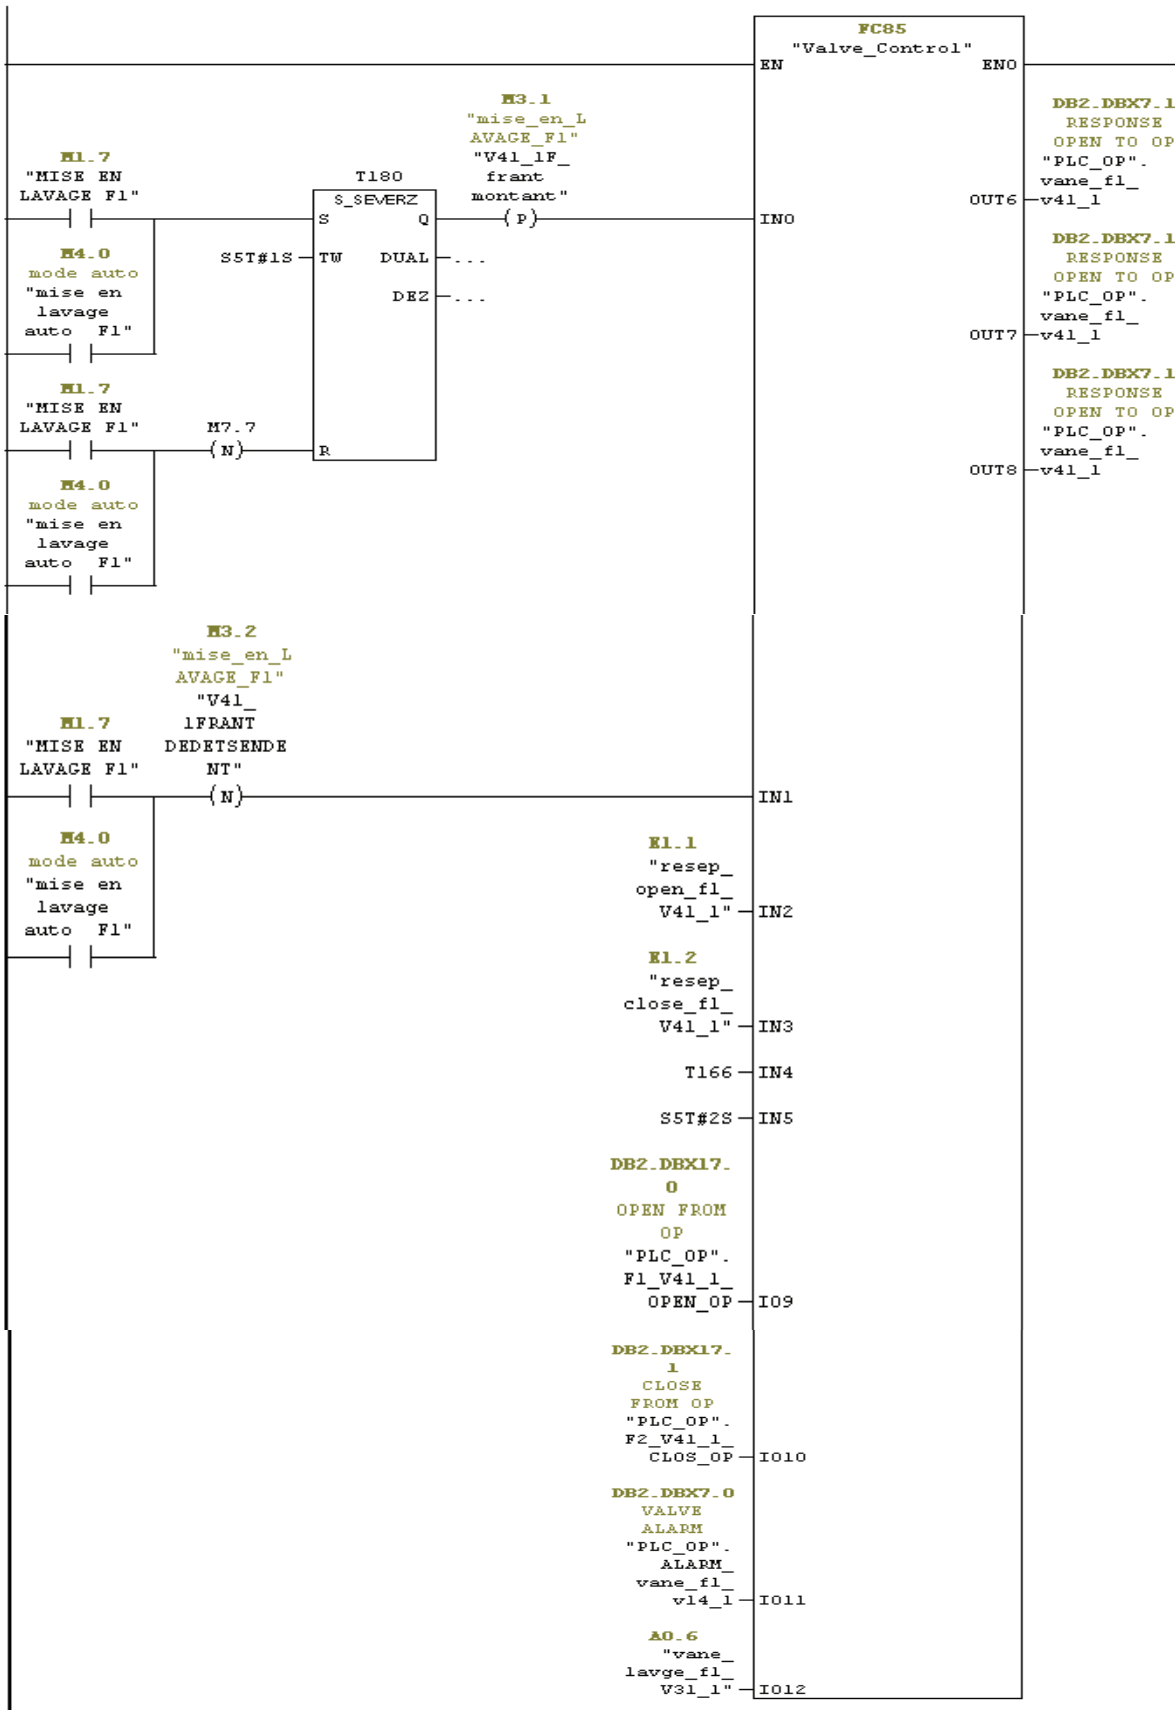 FC85
"Valve_Control"
EN
ENO
M3.1
"mise_en_L
AVAGE_F1"
"V41_1F_
frant
montant"
(P)
IN0
M1.7
"MISE EN
LAVAGE F1"
T180
S_SEVERZ
S
Q
M4.0
mode auto
"mise en
lavage
auto F1"
S5T#1S
TW
DUAL
...
DEZ
...
M1.7
"MISE EN
LAVAGE F1"
M7.7
(N)
R
M4.0
mode auto
"mise en
lavage
auto F1"
DB2.DBX7.1
RESPONSE
OPEN TO OP
"PLC_OP".
vane_f1_
OUT6
v41_1
DB2.DBX7.1
RESPONSE
OPEN TO OP
"PLC_OP".
vane_f1_
OUT7
v41_1
DB2.DBX7.1
RESPONSE
OPEN TO OP
"PLC_OP".
vane_f1_
OUT8
v41_1
M3.2
"mise_en_L
AVAGE_F1"
"V41_
1FRANT
DEDETSENDE
NT"
(N)
M1.7
"MISE EN
LAVAGE F1"
IN1
M4.0
mode auto
"mise en
lavage
auto F1"
E1.1
"resep_
open_f1_
V41_1"
IN2
E1.2
"resep_
close_f1_
V41_1"
IN3
T166
IN4
S5T#2S
IN5
DB2.DBX17.
0
OPEN FROM
OP
"PLC_OP".
F1_V41_1_
OPEN_OP
IO9
DB2.DBX17.
1
CLOSE
FROM OP
"PLC_OP".
F2_V41_1_
CLOS_OP
IO10
DB2.DBX7.0
VALVE
ALARM
"PLC_OP".
ALARM_
vane_f1_
v14_1
IO11
A0.6
"vane_
lavge_f1_
V31_1"
IO12